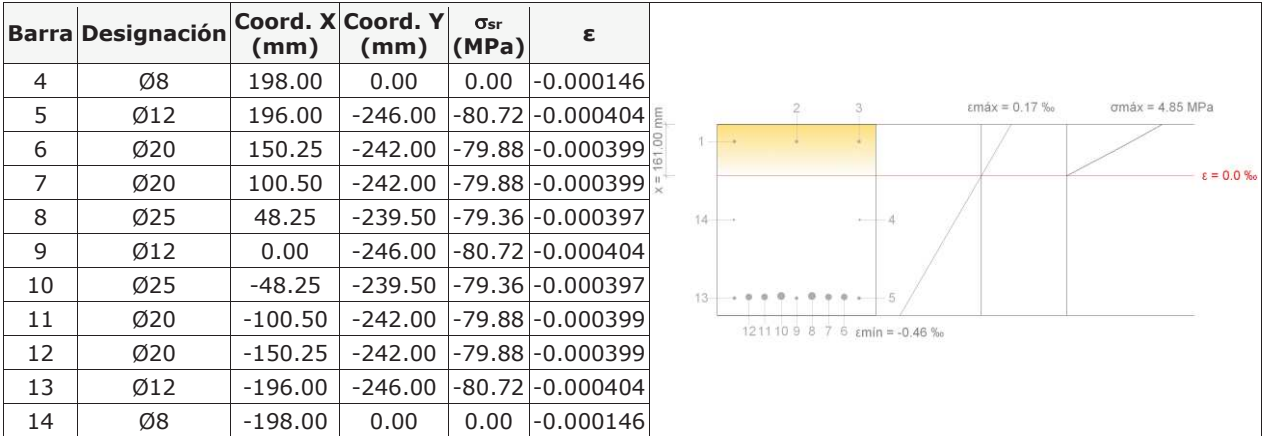 Barra Designación Coord. X (mm) Coord. Y (mm) σsr (MPa) ε
4 Ø8 198.00 0.00 0.00 -0.000146
5 Ø12 196.00 -246.00 -80.72 -0.000404
6 Ø20 150.25 -242.00 -79.88 -0.000399
7 Ø20 100.50 -242.00 -79.88 -0.000399
8 Ø25 48.25 -239.50 -79.36 -0.000397
9 Ø12 0.00 -246.00 -80.72 -0.000404
10 Ø25 -48.25 -239.50 -79.36 -0.000397
11 Ø20 -100.50 -242.00 -79.88 -0.000399
12 Ø20 -150.25 -242.00 -79.88 -0.000399
13 Ø12 -196.00 -246.00 -80.72 -0.000404
14 Ø8 -198.00 0.00 0.00 -0.000146
2 3
εmáx = 0.17 ‰
σmáx = 4.85 MPa
1
x = 161.00 mm
ε = 0.0 ‰
14 4
13 5
12 11 10 9 8 7 6
εmín = -0.46 ‰